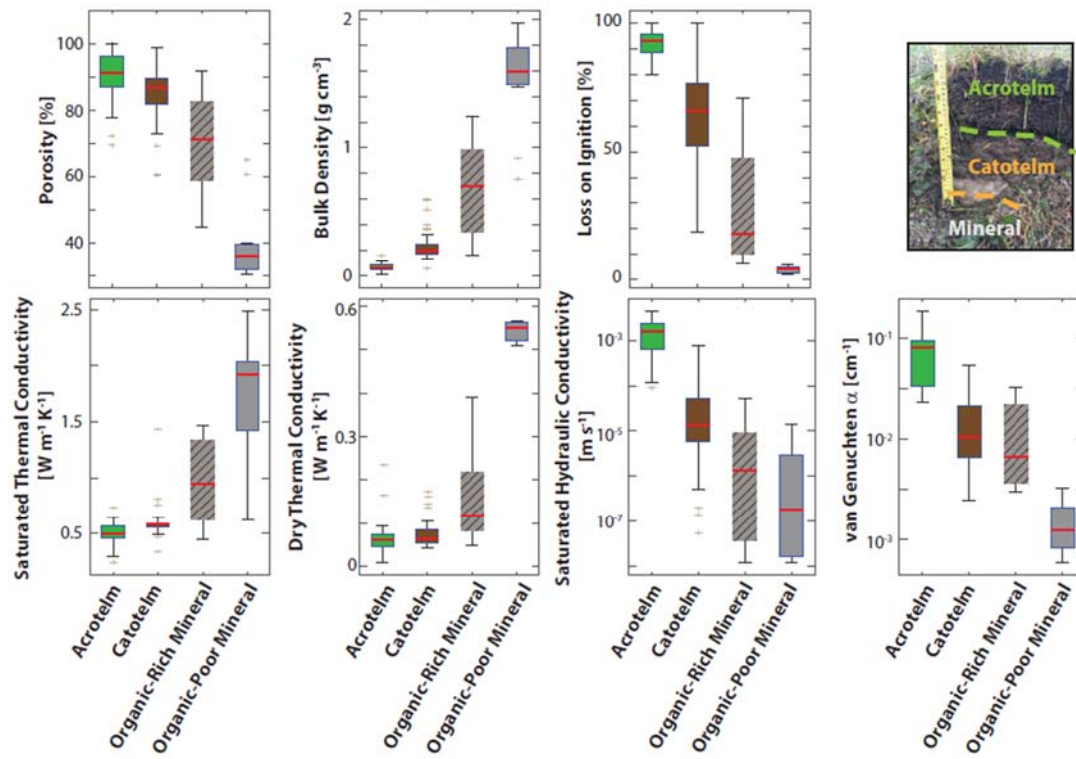 Porosity [%]
100
80
60
40
Bulk Density [g cm⁻³]
2
1
0
Loss on Ignition [%]
100
50
0
Acrotelm
Catotelm
Mineral
Saturated Thermal Conductivity
[W m⁻¹ K⁻¹]
2.5
1.5
0.5
Dry Thermal Conductivity
[W m⁻¹ K⁻¹]
0.6
0.3
0
Saturated Hydraulic Conductivity
[m s⁻¹]
10⁻³
10⁻⁵
10⁻⁷
van Genuchten α [cm⁻¹]
10⁻¹
10⁻²
10⁻³
Acrotelm
Catotelm
Organic-Rich Mineral
Organic-Poor Mineral
Acrotelm
Catotelm
Organic-Rich Mineral
Organic-Poor Mineral
Acrotelm
Catotelm
Organic-Rich Mineral
Organic-Poor Mineral
Acrotelm
Catotelm
Organic-Rich Mineral
Organic-Poor Mineral